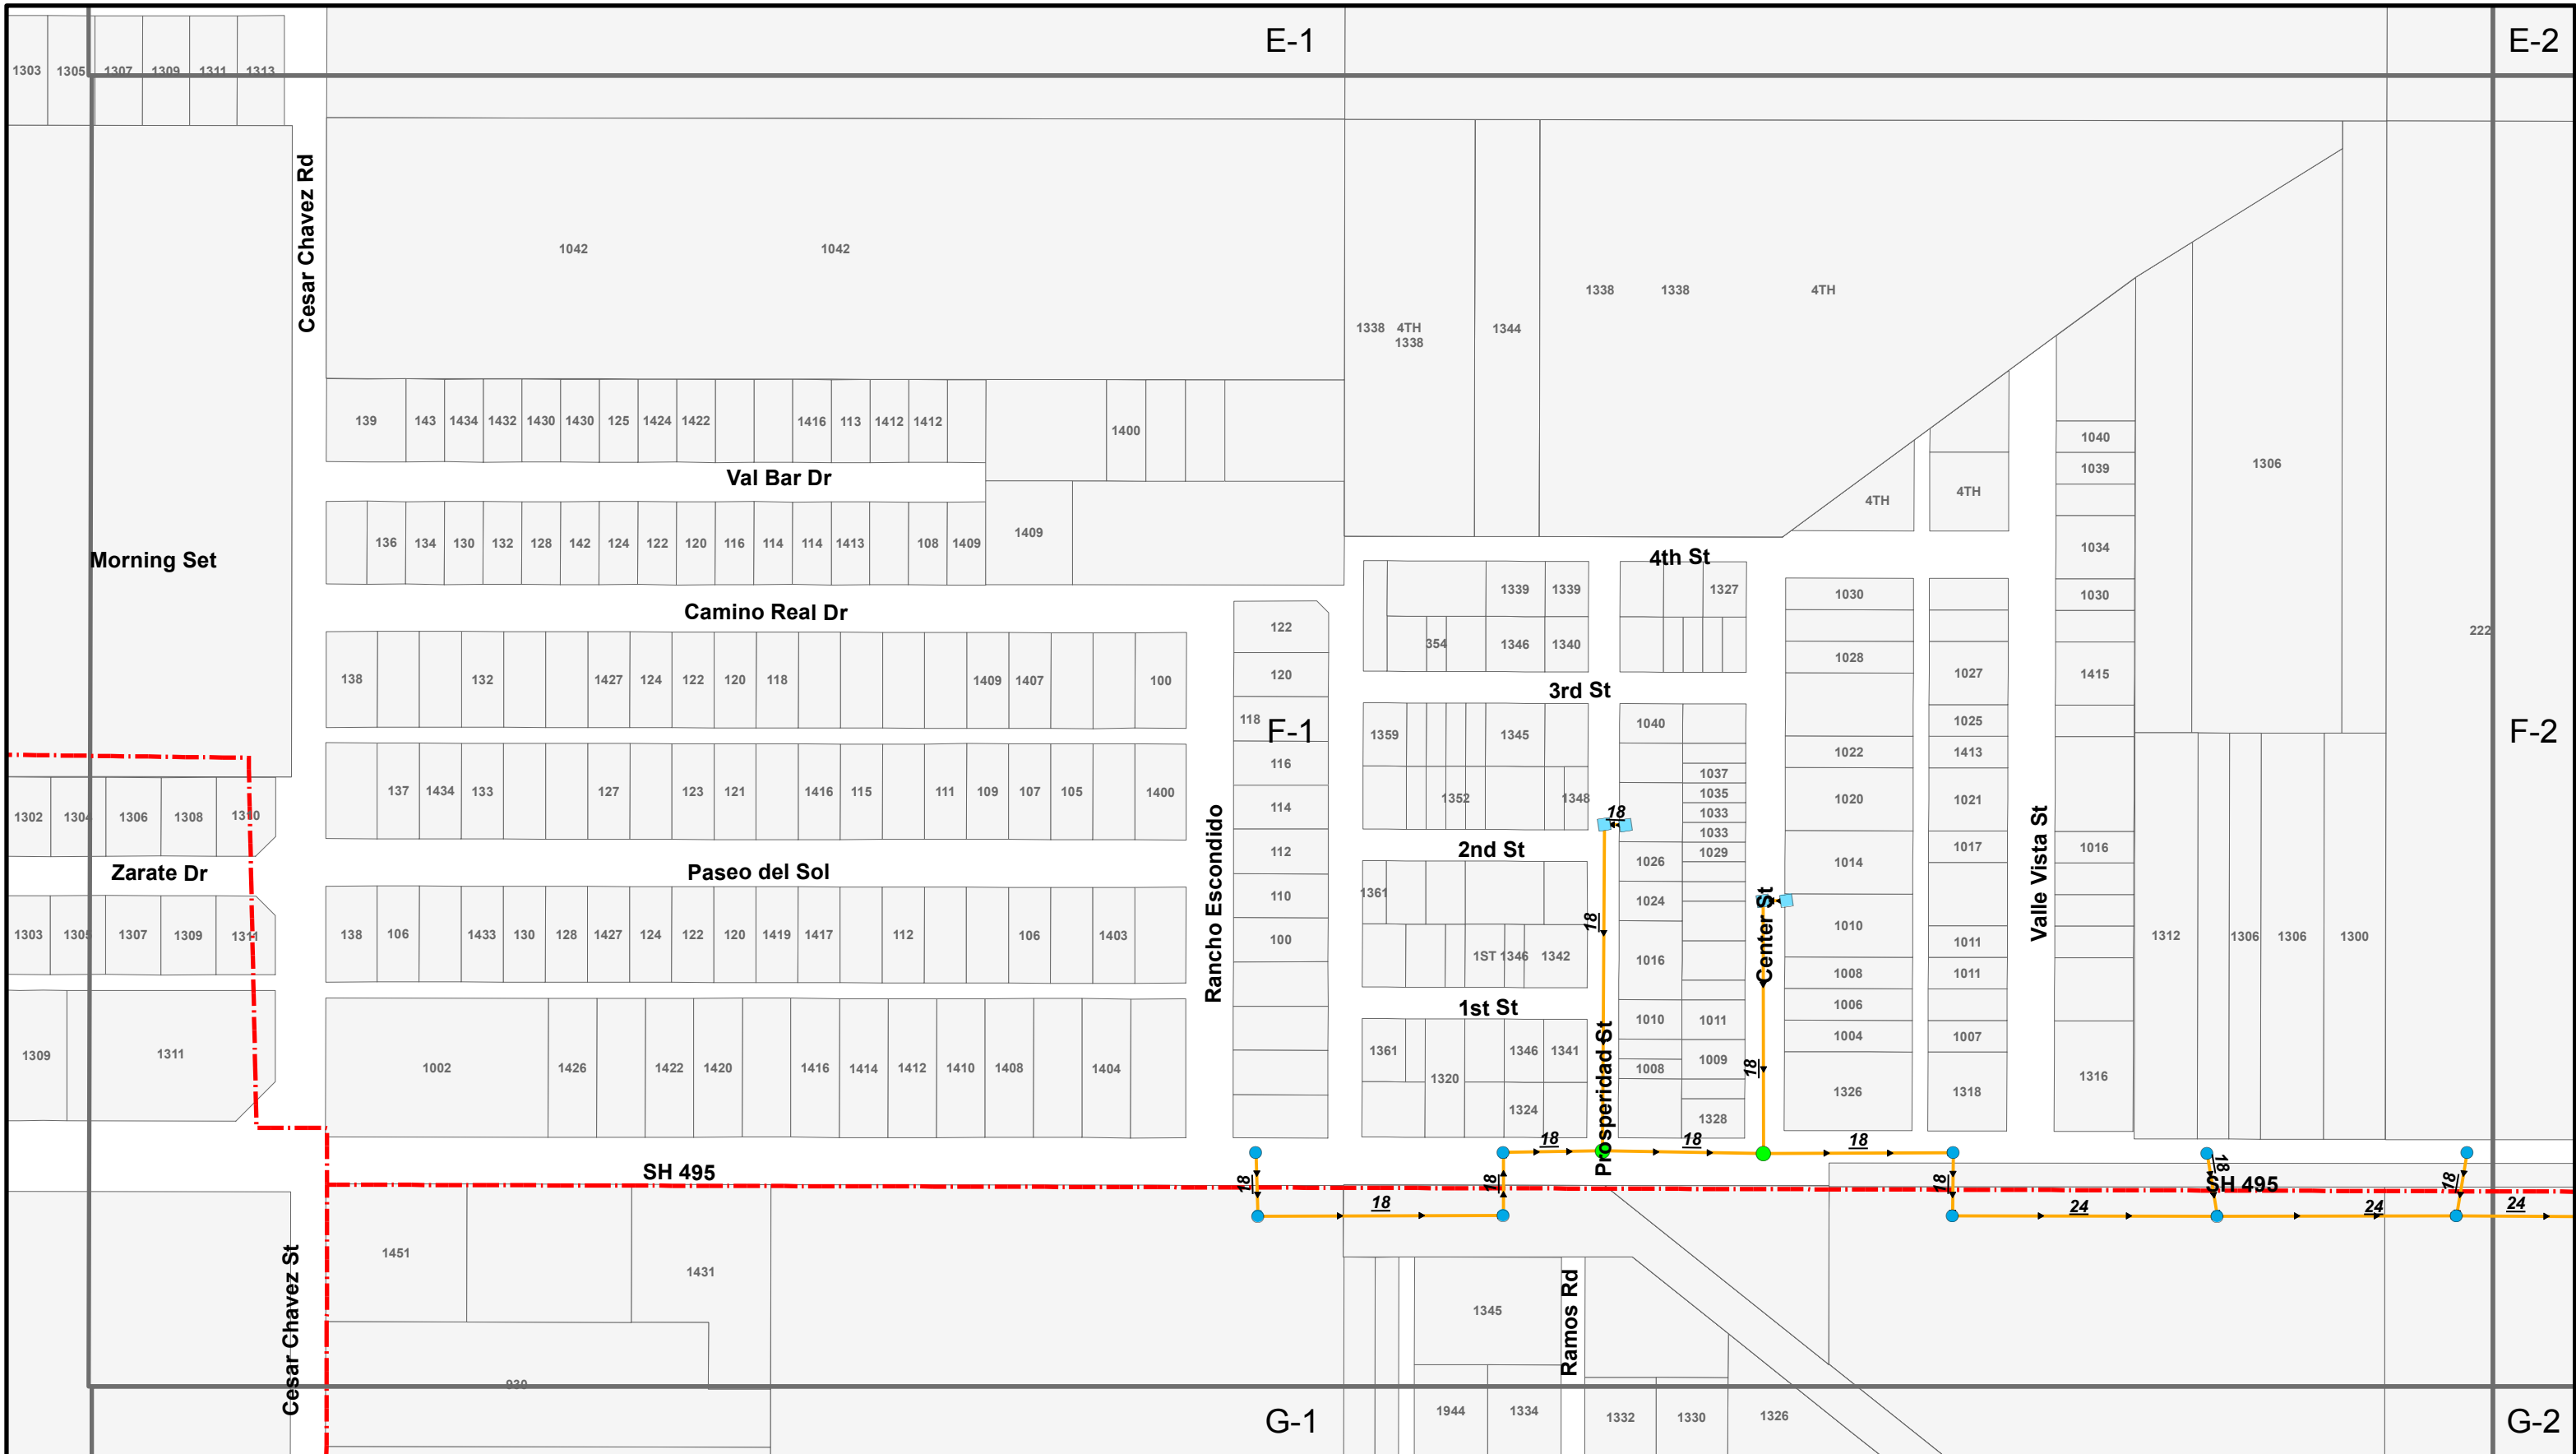 E-1
E-2
1303 1305 1307 1309 1311 1313
Cesar Chavez Rd
1042 1042
1338 1338 4TH
1338 4TH 1344
1338
139 143 1434 1432 1430 1430 125 1424 1422 1416 113 1412 1412 1400
1040
1039
1306
Val Bar Dr
4TH 4TH
136 134 130 132 128 142 124 122 120 116 114 114 1413 108 1409 1409
1034
Morning Set
4th St
1339 1339 1327
1030
1030
Camino Real Dr
122
354 1346 1340
1028
222
138 132 1427 124 122 120 118 1409 1407 100
120
1027
1415
3rd St
118 F-1
1359 1345
1040
1025
F-2
1022 1413
116
1037
137 1434 133 127 123 121 1416 115 111 109 107 105 1400
1035
1352 1348
1020 1021
114
1033
18
1302 1304 1306 1308 1310
1033
Rancho Escondido
Valle Vista St
112
2nd St
1029
1026
1014
1017
1016
Zarate Dr
Paseo del Sol
110
1361
1024
18
Center St
1010
1303 1305 1307 1309 1311
138 106 1433 130 128 1427 124 122 120 1419 1417 112 106 1403
100
1011
1312 1306 1306 1300
1ST 1346 1342
1016
1008 1011
1st St
1006
1010 1011
1004 1007
1309 1311
1002 1426 1422 1420 1416 1414 1412 1410 1408 1404
1361 1346 1341
1009
1008
18
1320
1324
Prosperidad St
1328
1326 1318
1316
18 18 18
SH 495
18 18 18 18 18
SH 495
18 24 24 24
Cesar Chavez St
1451 1431
1345
Ramos Rd
930
G-1
1944 1334 1332 1330 1326
G-2